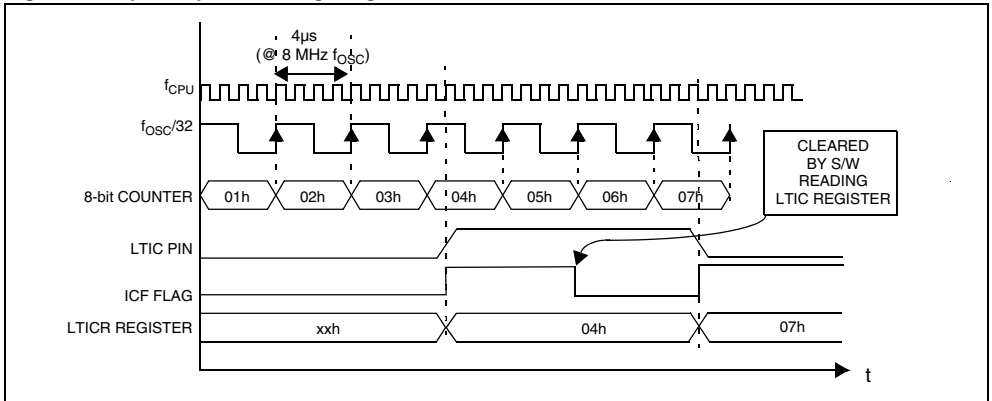 4µs
(@ 8 MHz fOSC)
fCPU
fOSC/32
CLEARED
BY S/W
READING
LTIC REGISTER
8-bit COUNTER
01h 02h 03h 04h 05h 06h 07h
LTIC PIN
ICF FLAG
LTICR REGISTER
xxh 04h 07h
t